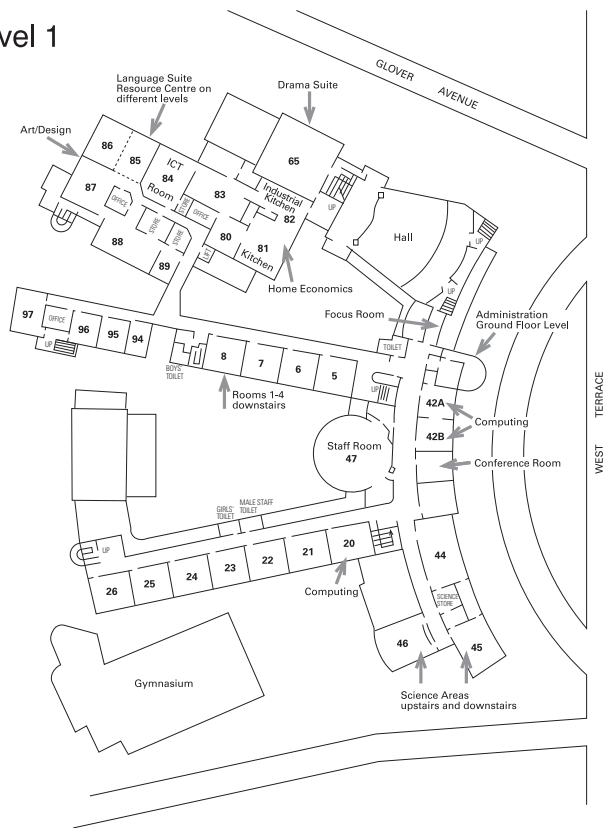 vel 1
GLOVER AVENUE
Language Suite
Resource Centre on
different levels
Drama Suite
Art/Design
86
85
ICT
84
Room
65
87
OFFICE
STORE
83
OFFICE
Industrial
Kitchen
82
88
STORE
STORE
80
81
Kitchen
LIFT
89
UP
Hall
UP
UP
Home Economics
Focus Room
Administration
Ground Floor Level
97
OFFICE
96
95
94
UP
BOYS'
TOILET
8
7
6
5
TOILET
UP
Rooms 1-4
downstairs
42A
Computing
42B
Staff Room
47
Conference Room
WEST TERRACE
GIRLS'
TOILET
MALE STAFF
TOILET
UP
26
25
24
23
22
21
20
Computing
44
SCIENCE
STORE
46
45
Gymnasium
Science Areas
upstairs and downstairs